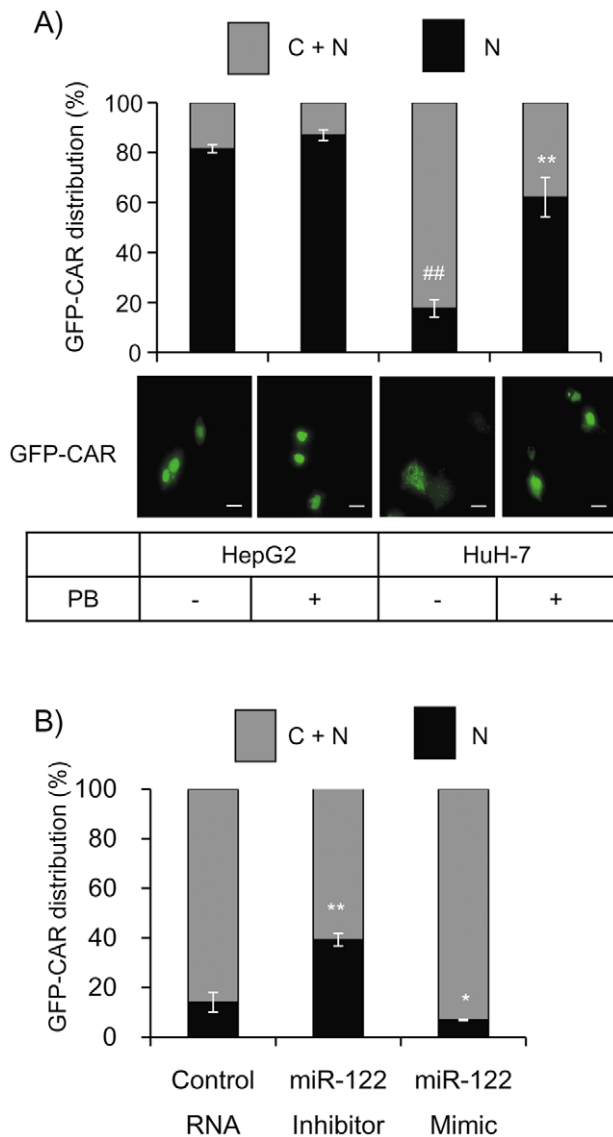 A)
C + N
N
GFP-CAR distribution (%)
100
80
60
40
20
0
##
**
GFP-CAR
HepG2 HuH-7
PB - + - +
B)
C + N
N
GFP-CAR distribution (%)
100
80
60
40
20
0
**
*
Control miR-122 miR-122
RNA Inhibitor Mimic